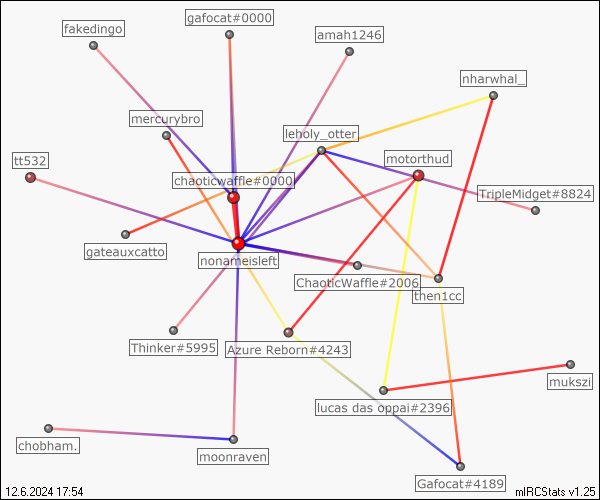 gafocat#0000
fakedingo
amah1246
nharwhal_
mercurybro
leholy_otter
tt532
motorthud
chaoticwaffle#0000
TripleMidget#8824
gateauxcatto
nonameisleft
ChaoticWaffle#2006
then1cc
Thinker#5995
Azure Reborn#4243
mukszi
lucas das oppai#2396
chobham.
moonraven
Gafocat#4189
12.6.2024 17:54
mIRCStats v1.25